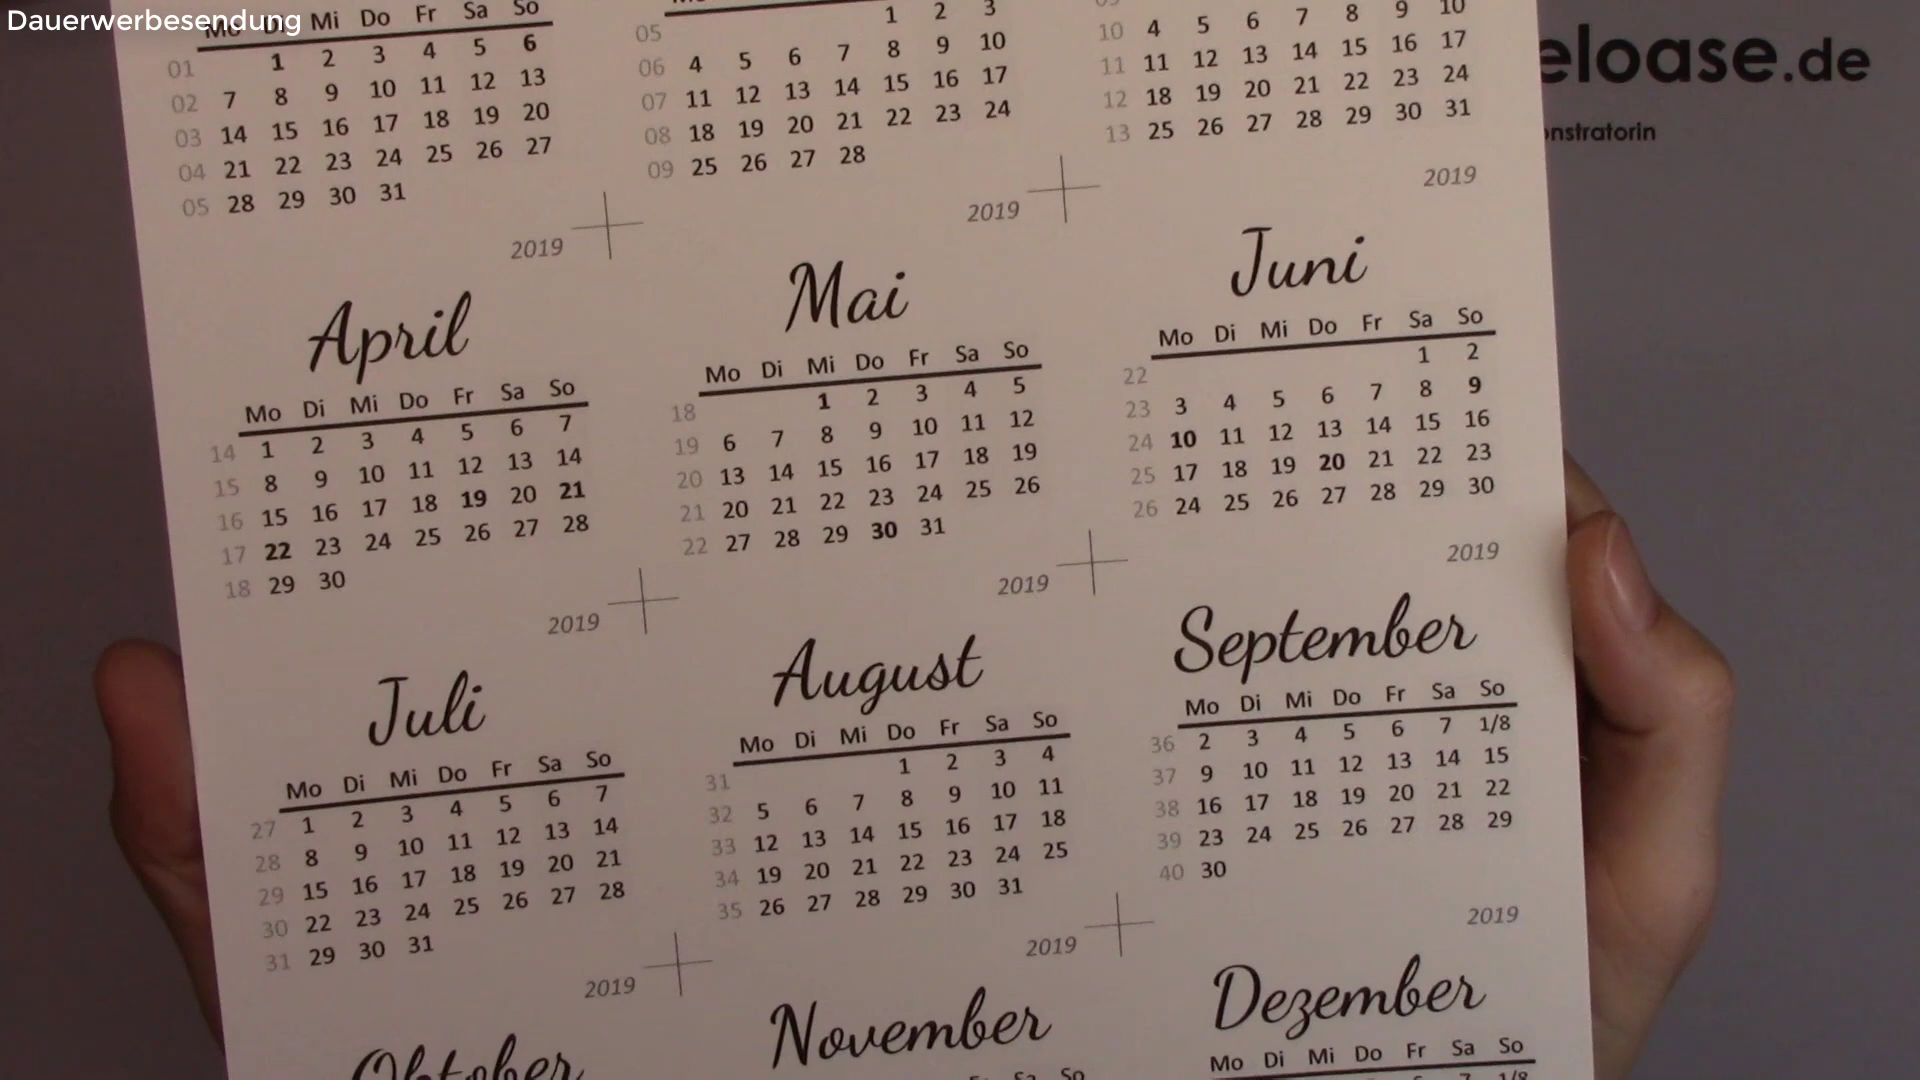 Dauerwerbesendung
eloase.de
onstratorin
Mo Di Mi Do Fr Sa So
01 1 2 3 4 5 6
02 7 8 9 10 11 12 13
03 14 15 16 17 18 19 20
04 21 22 23 24 25 26 27
05 28 29 30 31
2019
05 1 2 3
06 4 5 6 7 8 9 10
07 11 12 13 14 15 16 17
08 18 19 20 21 22 23 24
09 25 26 27 28
2019
10 4 5 6 7 8 9 10
11 11 12 13 14 15 16 17
12 18 19 20 21 22 23 24
13 25 26 27 28 29 30 31
2019
April
Mo Di Mi Do Fr Sa So
14 1 2 3 4 5 6 7
15 8 9 10 11 12 13 14
16 15 16 17 18 19 20 21
17 22 23 24 25 26 27 28
18 29 30
2019
Mai
Mo Di Mi Do Fr Sa So
18 1 2 3 4 5
19 6 7 8 9 10 11 12
20 13 14 15 16 17 18 19
21 20 21 22 23 24 25 26
22 27 28 29 30 31
2019
Juni
Mo Di Mi Do Fr Sa So
22 1 2
23 3 4 5 6 7 8 9
24 10 11 12 13 14 15 16
25 17 18 19 20 21 22 23
26 24 25 26 27 28 29 30
2019
Juli
Mo Di Mi Do Fr Sa So
27 1 2 3 4 5 6 7
28 8 9 10 11 12 13 14
29 15 16 17 18 19 20 21
30 22 23 24 25 26 27 28
31 29 30 31
2019
August
Mo Di Mi Do Fr Sa So
31 1 2 3 4
32 5 6 7 8 9 10 11
33 12 13 14 15 16 17 18
34 19 20 21 22 23 24 25
35 26 27 28 29 30 31
2019
September
Mo Di Mi Do Fr Sa So
36 2 3 4 5 6 7 1/8
37 9 10 11 12 13 14 15
38 16 17 18 19 20 21 22
39 23 24 25 26 27 28 29
40 30
2019
Oktober
November
Sa So
Dezember
Mo Di Mi Do Fr Sa So
7 1/8